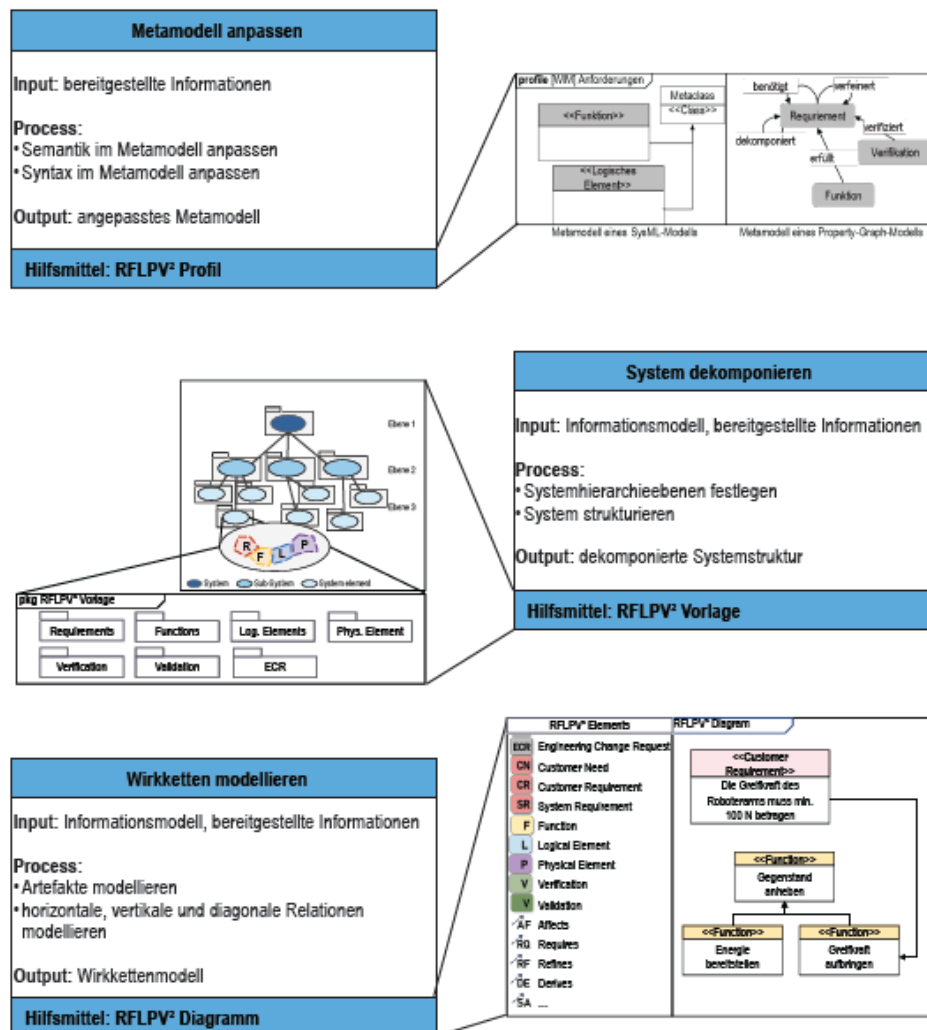 Metamodell anpassen
Input: bereitgestellte Informationen
Process:
• Semantik im Metamodell anpassen
• Syntax im Metamodell anpassen
Output: angepasstes Metamodell
Hilfsmittel: RFLPV² Profil
profile [WIM] Anforderungen
Metaclass
<<Class>>
<<Funktion>>
<<Logisches
Element>>
Metamodell eines SysML-Modells
benötigt
verfeinert
Requriement
dekomponiert
verifiziert
Verifikation
erfüllt
Funktion
Metamodell eines Property-Graph-Modells
Ebene 1
Ebene 2
Ebene 3
R
F
L
P
System
Sub-System
System element
pkg RFLPV² Vorlage
Requirements
Functions
Log. Elements
Phys. Element
Verification
Validation
ECR
System dekomponieren
Input: Informationsmodell, bereitgestellte Informationen
Process:
• Systemhierarchieebenen festlegen
• System strukturieren
Output: dekomponierte Systemstruktur
Hilfsmittel: RFLPV² Vorlage
Wirkketten modellieren
Input: Informationsmodell, bereitgestellte Informationen
Process:
• Artefakte modellieren
• horizontale, vertikale und diagonale Relationen
modellieren
Output: Wirkkettenmodell
Hilfsmittel: RFLPV² Diagramm
RFLPV² Elements
ECR Engineering Change Request
CN Customer Need
CR Customer Requirement
SR System Requirement
F Function
L Logical Element
P Physical Element
V Verification
V Validation
AF Affects
RQ Requires
RF Refines
DE Derives
SA ...
RFLPV² Diagram
<<Customer
Requirement>>
Die Greifkraft des
Roboterarms muss min.
100 N betragen
<<Function>>
Gegenstand
anheben
<<Function>>
Energie
bereitstellen
<<Function>>
Greifkraft
aufbringen